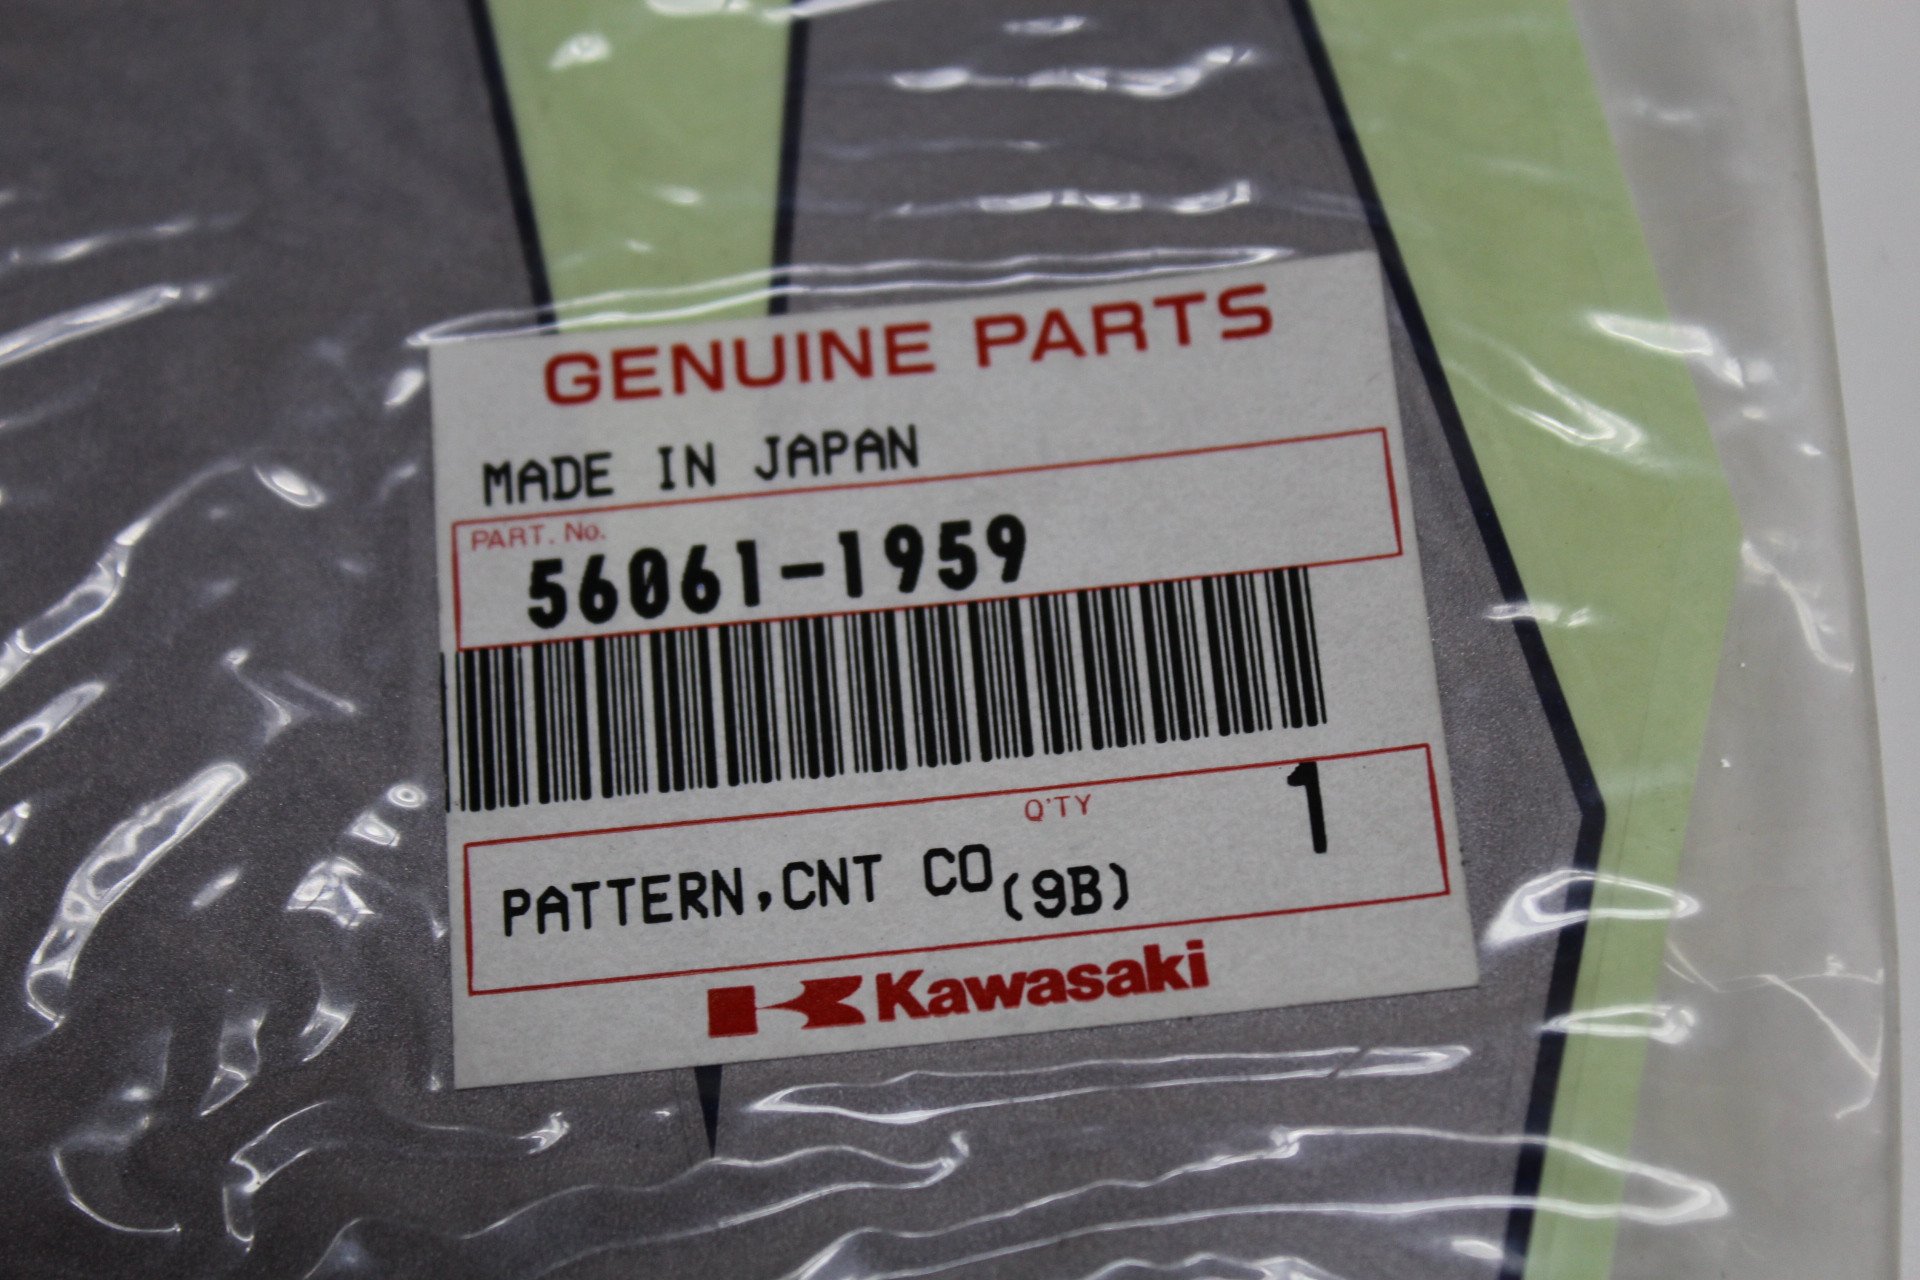 GENUINE PARTS
MADE IN JAPAN
PART. No.
56061-1959
Q'TY 1
PATTERN,CNT CO(9B)
Kawasaki